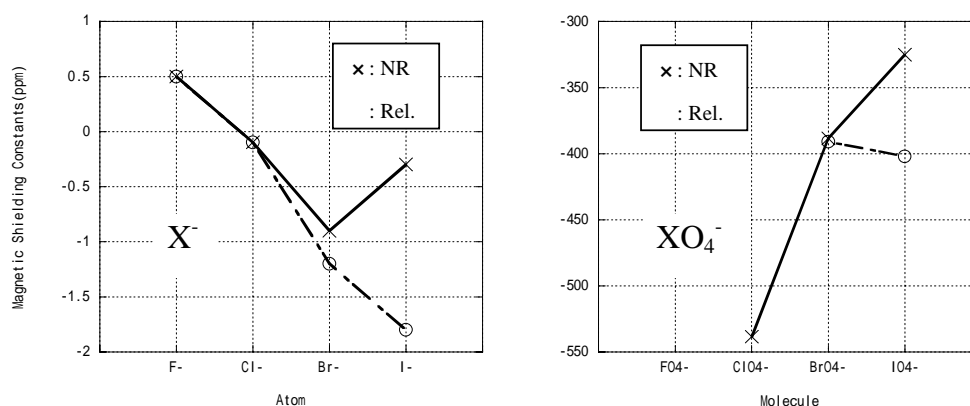 Magnetic Shielding Constants(ppm)
1
0.5
0
-0.5
-1
-1.5
-2
× : NR
: Rel.
X-
F-
Cl-
Br-
I-
Atom
-300
-350
-400
-450
-500
-550
× : NR
: Rel.
XO4-
FO4-
ClO4-
BrO4-
IO4-
Molecule